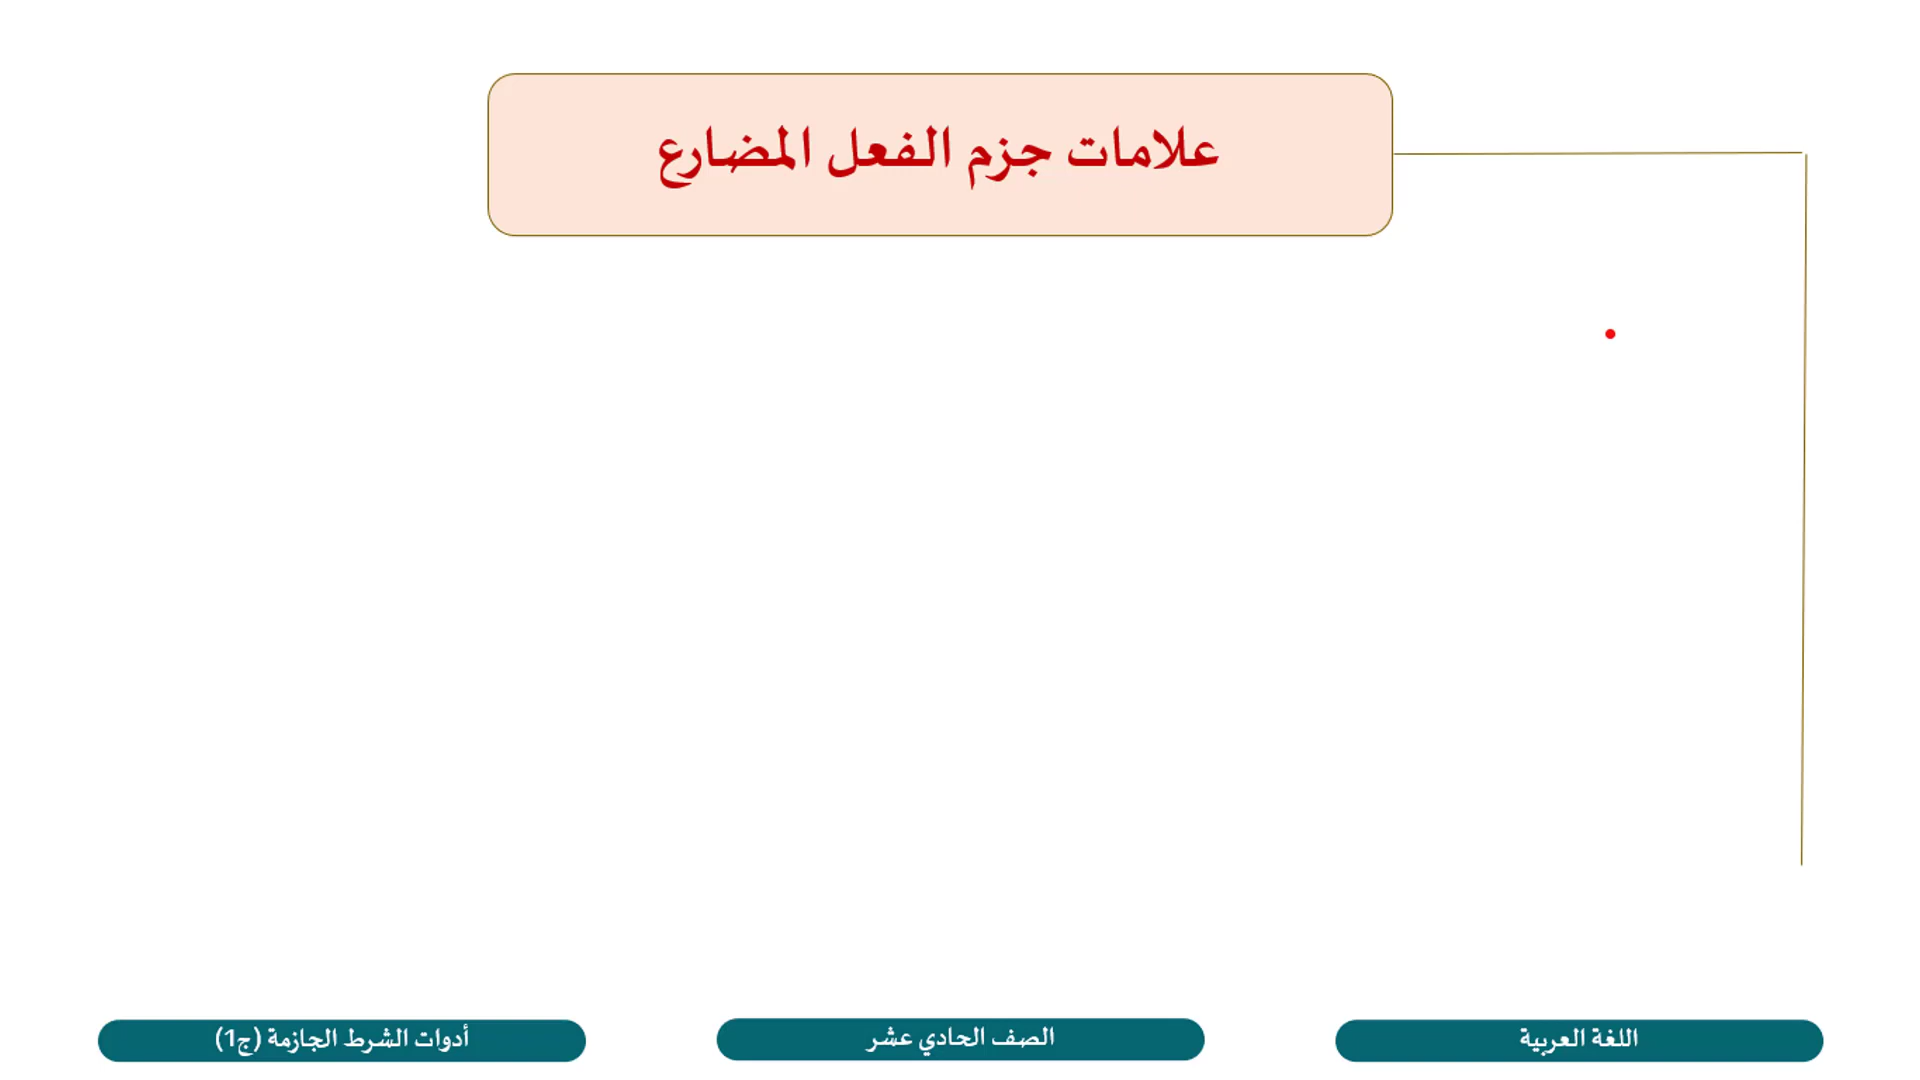 علامات جزم الفعل المضارع
اللغة العربية
الصف الحادي عشر
أدوات الشرط الجازمة (ج1)